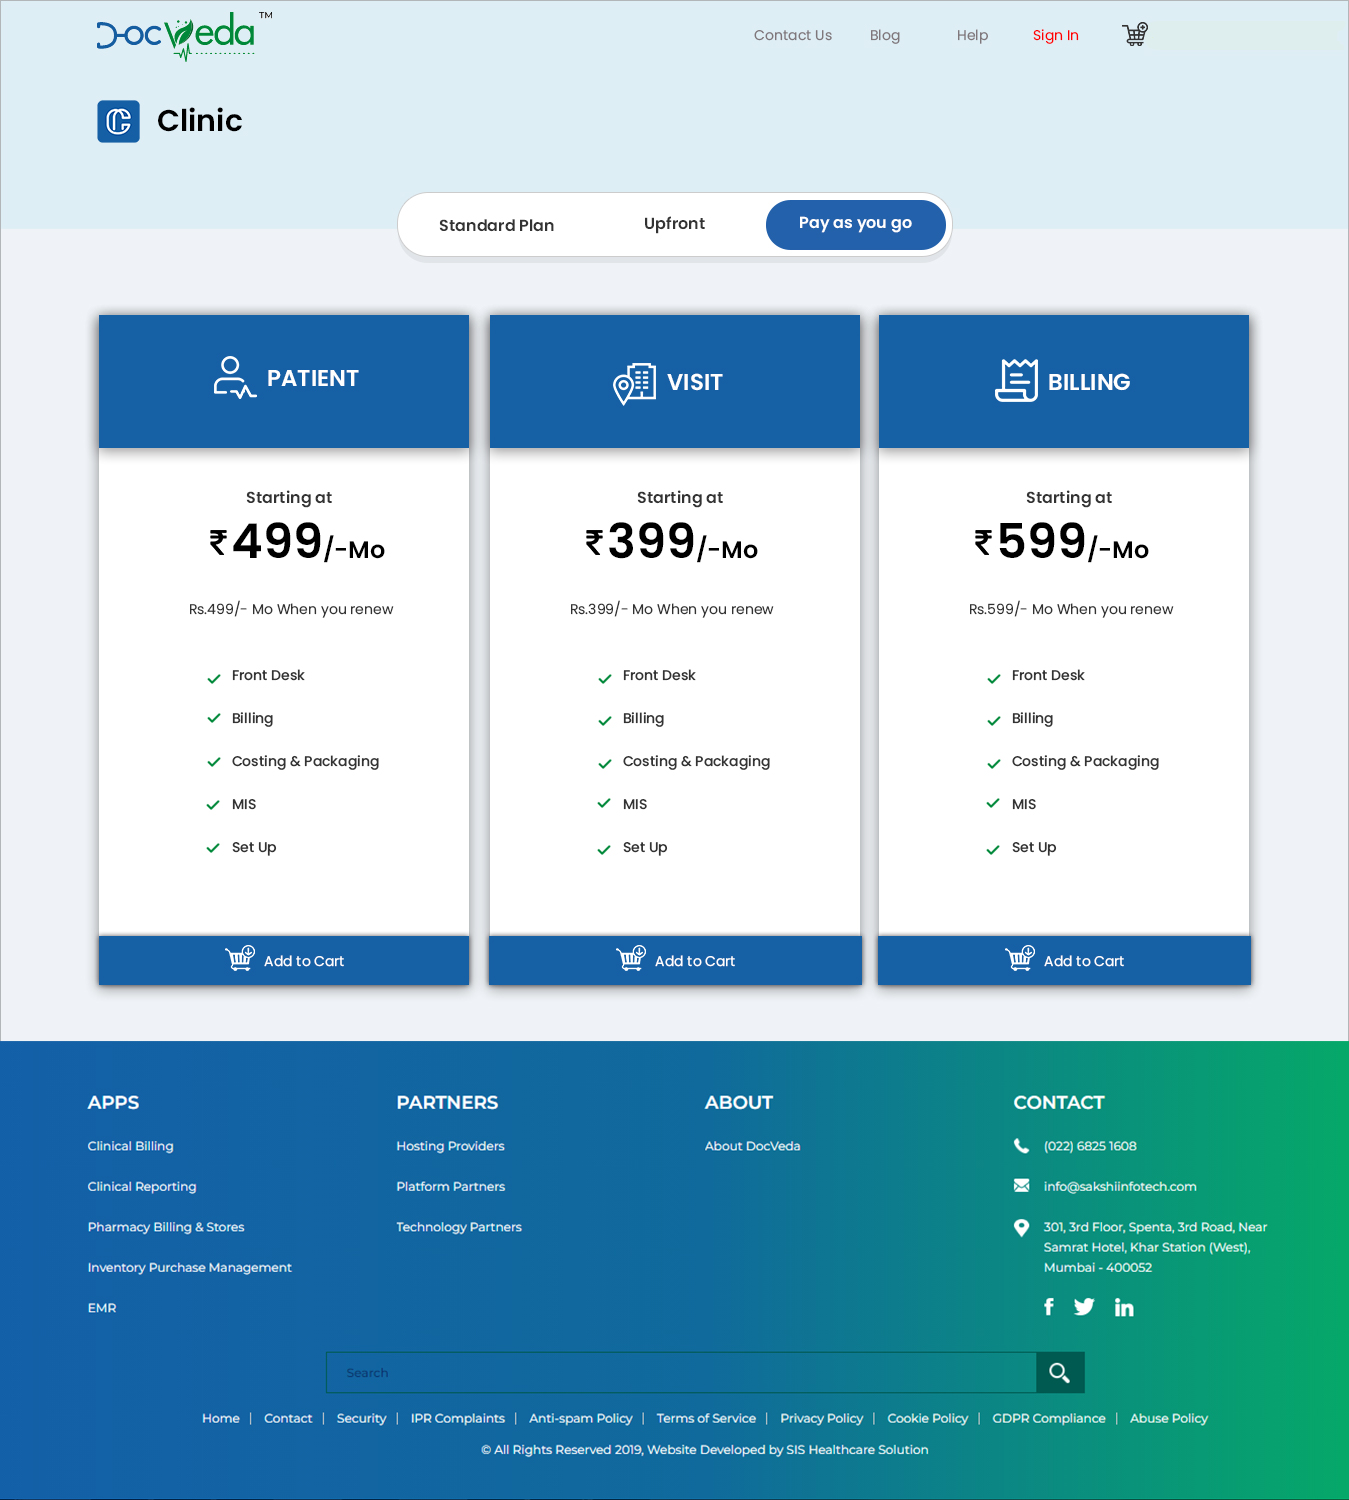 DocVeda™
Contact Us Blog Help Sign In
Clinic
Standard Plan Upfront Pay as you go
PATIENT
Starting at
₹499/-Mo
Rs.499/- Mo When you renew
Front Desk
Billing
Costing & Packaging
MIS
Set Up
Add to Cart
VISIT
Starting at
₹399/-Mo
Rs.399/- Mo When you renew
Front Desk
Billing
Costing & Packaging
MIS
Set Up
Add to Cart
BILLING
Starting at
₹599/-Mo
Rs.599/- Mo When you renew
Front Desk
Billing
Costing & Packaging
MIS
Set Up
Add to Cart
APPS
Clinical Billing
Clinical Reporting
Pharmacy Billing & Stores
Inventory Purchase Management
EMR
PARTNERS
Hosting Providers
Platform Partners
Technology Partners
ABOUT
About DocVeda
CONTACT
(022) 6825 1608
info@sakshiinfotech.com
301, 3rd Floor, Spenta, 3rd Road, Near
Samrat Hotel, Khar Station (West),
Mumbai - 400052
Search
Home | Contact | Security | IPR Complaints | Anti-spam Policy | Terms of Service | Privacy Policy | Cookie Policy | GDPR Compliance | Abuse Policy
© All Rights Reserved 2019, Website Developed by SIS Healthcare Solution